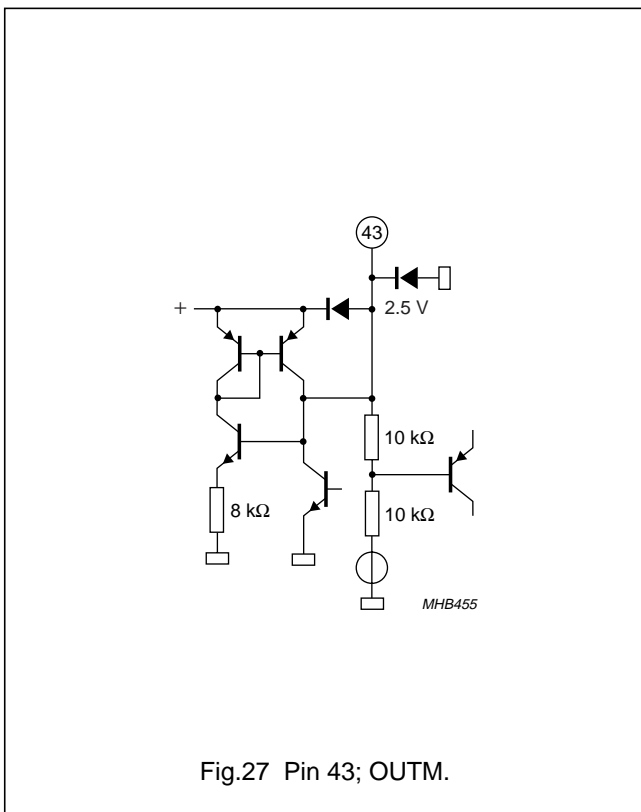 43
+
2.5 V
10 kΩ
8 kΩ
10 kΩ
MHB455
Fig.27 Pin 43; OUTM.